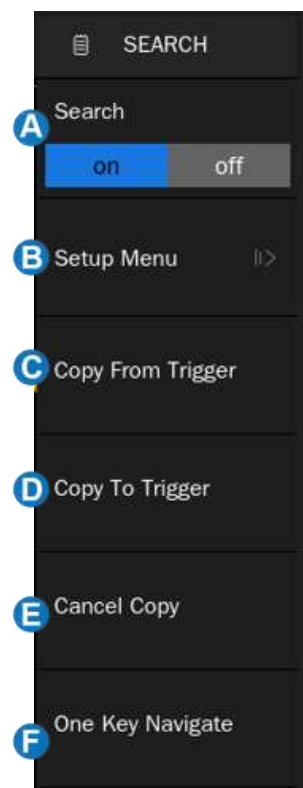 SEARCH
A
Search
on off
B Setup Menu
C Copy From Trigger
D Copy To Trigger
E Cancel Copy
F One Key Navigate